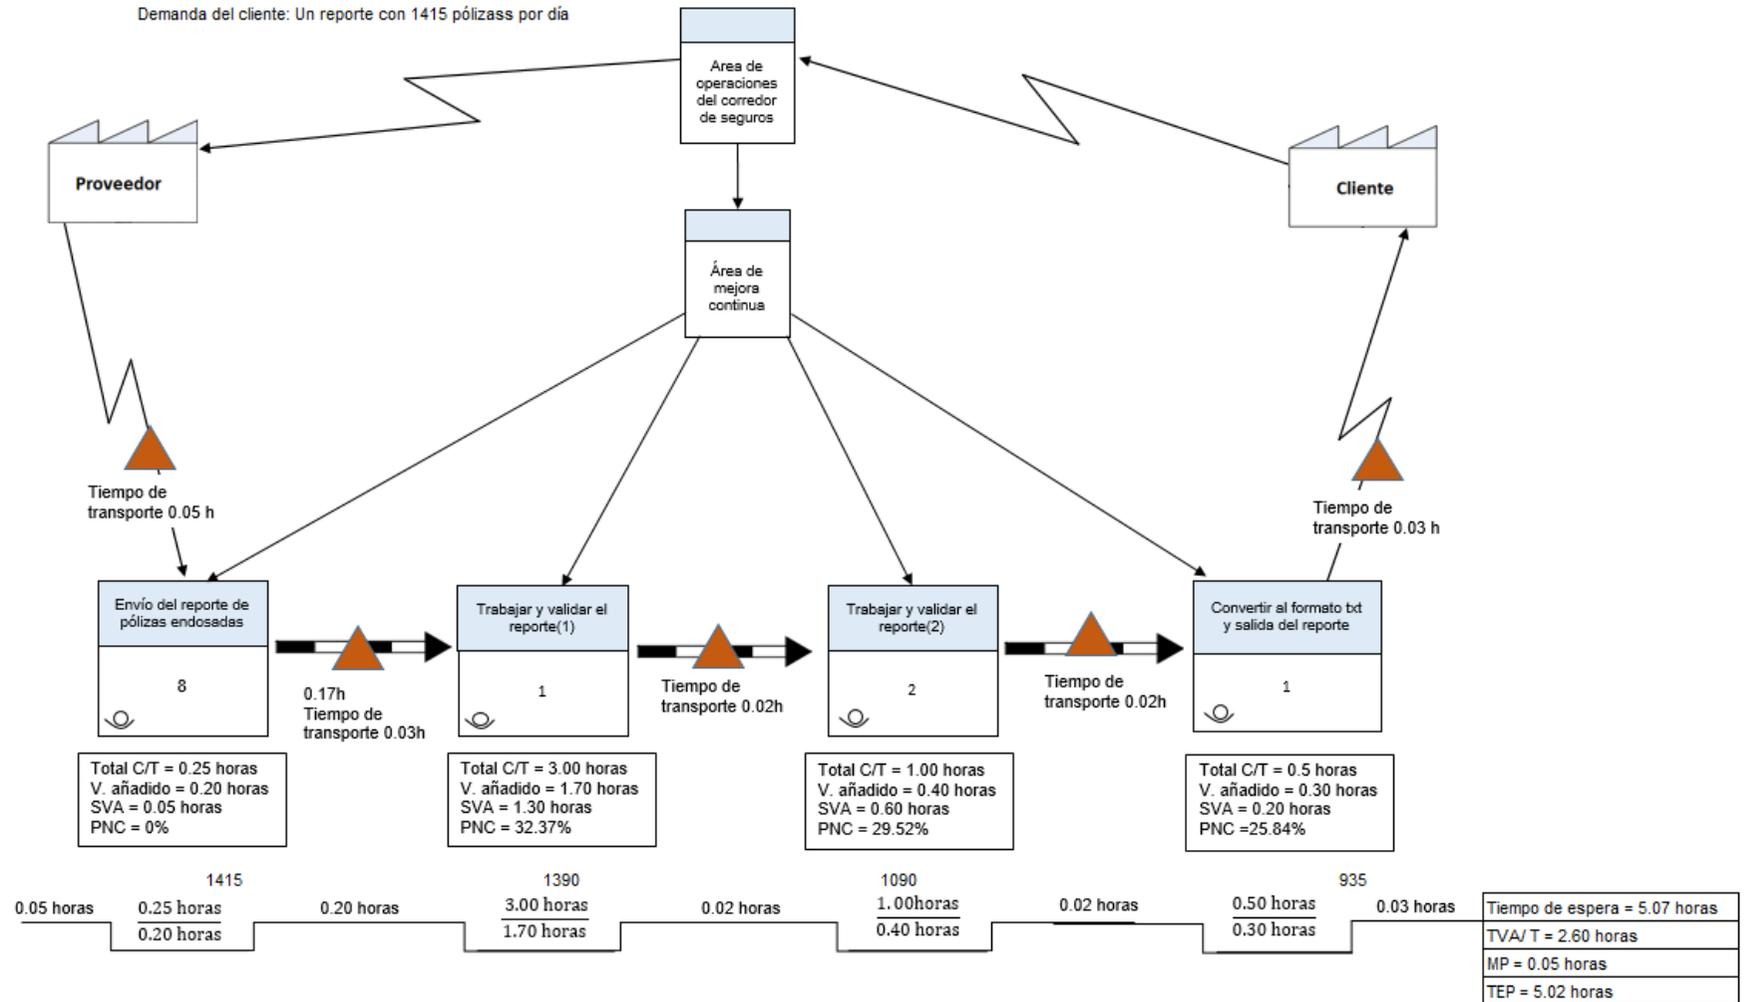 Demanda del cliente: Un reporte con 1415 pólizass por día
Area de
operaciones
del corredor
de seguros
Proveedor
Cliente
Área de
mejora
continua
Tiempo de
transporte 0.05 h
Tiempo de
transporte 0.03 h
Envío del reporte de
pólizas endosadas
8
0.17h
Tiempo de
transporte 0.03h
Trabajar y validar el
reporte(1)
1
Tiempo de
transporte 0.02h
Trabajar y validar el
reporte(2)
2
Tiempo de
transporte 0.02h
Convertir al formato txt
y salida del reporte
1
Total C/T = 0.25 horas
V. añadido = 0.20 horas
SVA = 0.05 horas
PNC = 0%
Total C/T = 3.00 horas
V. añadido = 1.70 horas
SVA = 1.30 horas
PNC = 32.37%
Total C/T = 1.00 horas
V. añadido = 0.40 horas
SVA = 0.60 horas
PNC = 29.52%
Total C/T = 0.5 horas
V. añadido = 0.30 horas
SVA = 0.20 horas
PNC =25.84%
1415
1390
1090
935
0.05 horas
0.25 horas
0.20 horas
0.20 horas
3.00 horas
1.70 horas
0.02 horas
1.00horas
0.40 horas
0.02 horas
0.50 horas
0.30 horas
0.03 horas
Tiempo de espera = 5.07 horas
TVA/ T = 2.60 horas
MP = 0.05 horas
TEP = 5.02 horas